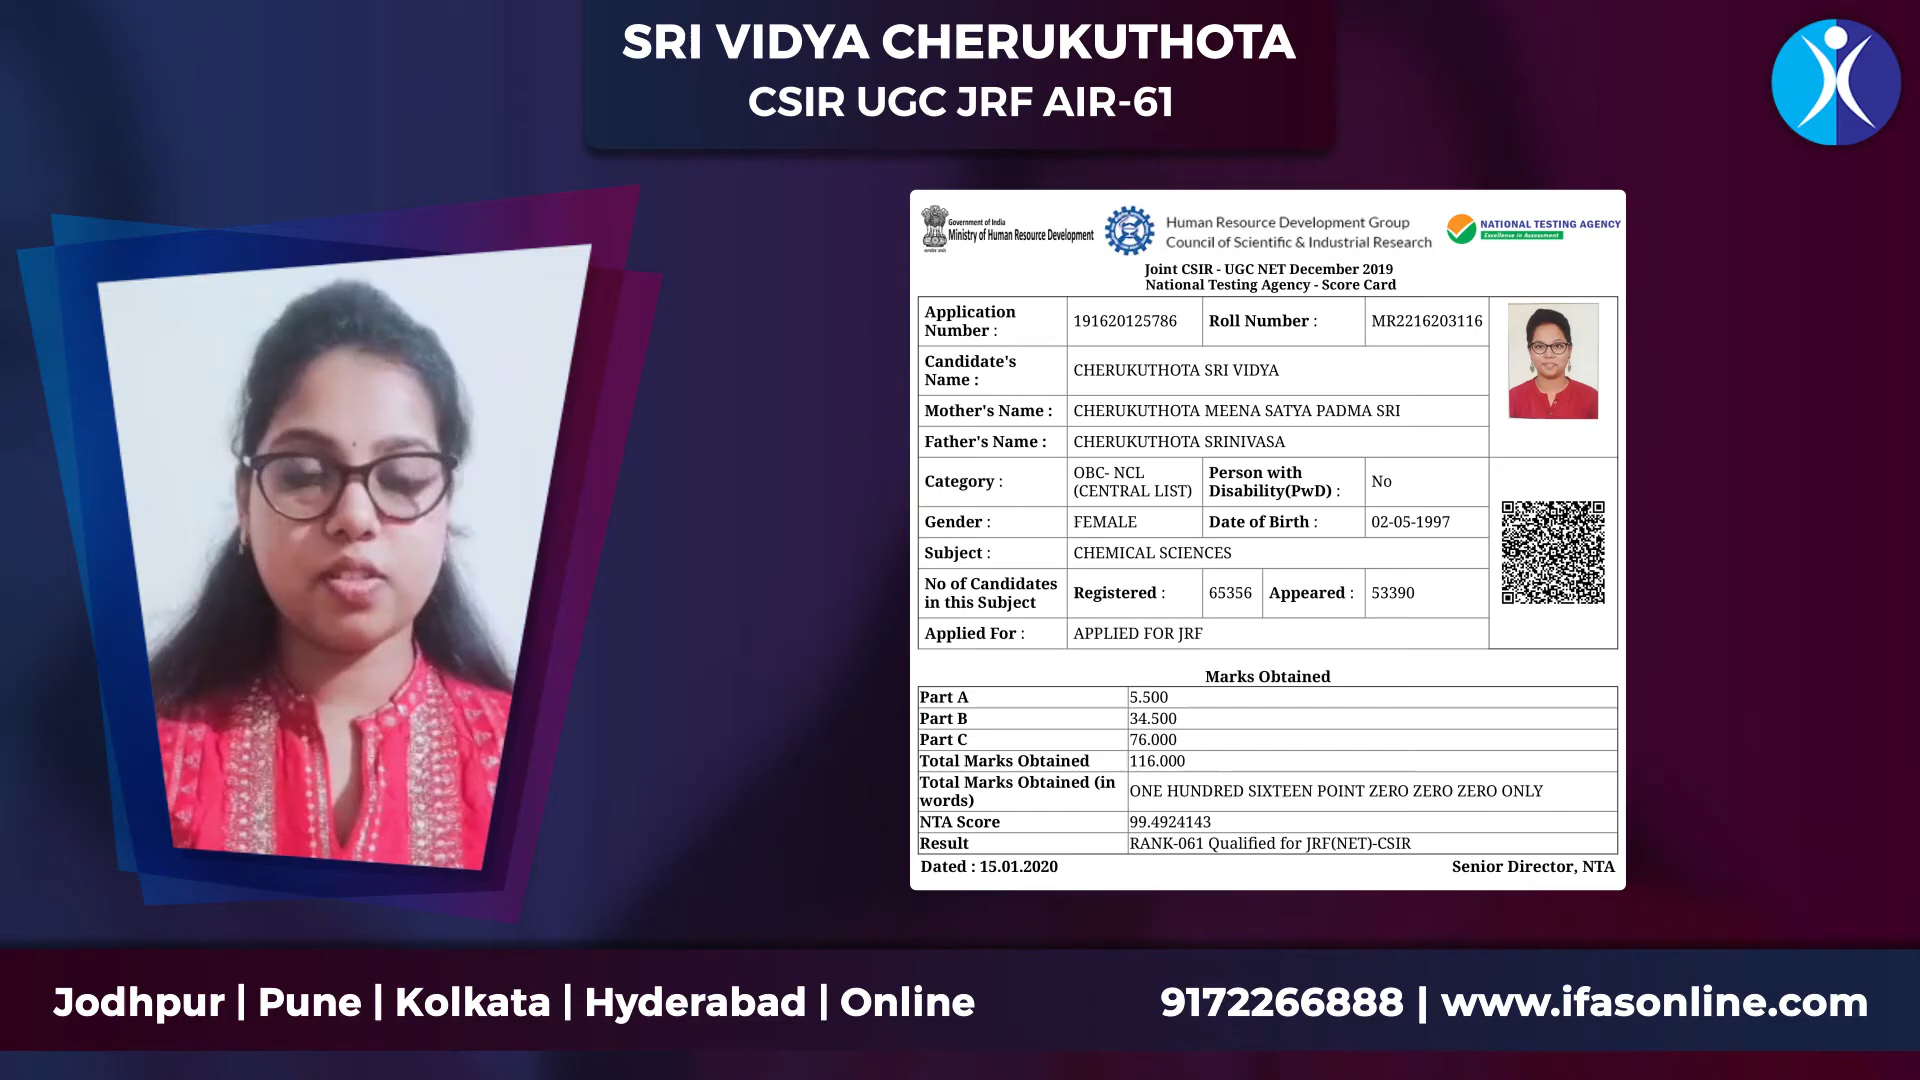 SRI VIDYA CHERUKUTHOTA
CSIR UGC JRF AIR-61
Government of India
Ministry of Human Resource Development
Human Resource Development Group
Council of Scientific & Industrial Research
NATIONAL TESTING AGENCY
Excellence in Assessment
Joint CSIR - UGC NET December 2019
National Testing Agency - Score Card
Application Number : 191620125786 Roll Number : MR2216203116
Candidate's Name : CHERUKUTHOTA SRI VIDYA
Mother's Name : CHERUKUTHOTA MEENA SATYA PADMA SRI
Father's Name : CHERUKUTHOTA SRINIVASA
Category : OBC- NCL (CENTRAL LIST) Person with Disability(PwD) : No
Gender : FEMALE Date of Birth : 02-05-1997
Subject : CHEMICAL SCIENCES
No of Candidates in this Subject Registered : 65356 Appeared : 53390
Applied For : APPLIED FOR JRF
Marks Obtained
Part A 5.500
Part B 34.500
Part C 76.000
Total Marks Obtained 116.000
Total Marks Obtained (in words) ONE HUNDRED SIXTEEN POINT ZERO ZERO ZERO ONLY
NTA Score 99.4924143
Result RANK-061 Qualified for JRF(NET)-CSIR
Dated : 15.01.2020 Senior Director, NTA
Jodhpur | Pune | Kolkata | Hyderabad | Online 9172266888 | www.ifasonline.com